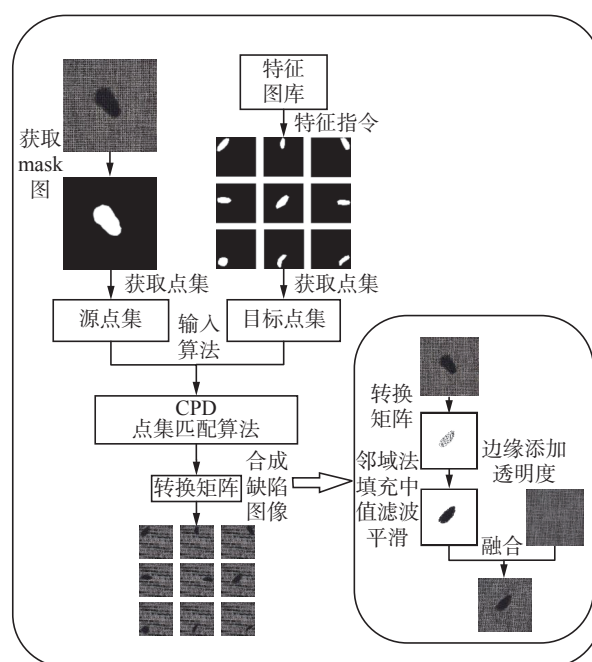 特征
图库
获取
mask
图
特征指令
获取点集
获取点集
源点集
输入
算法
目标点集
CPD
点集匹配算法
转换矩阵
合成
缺陷
图像
转换
矩阵
邻域法
填充中
值滤波
平滑
边缘添加
透明度
融合